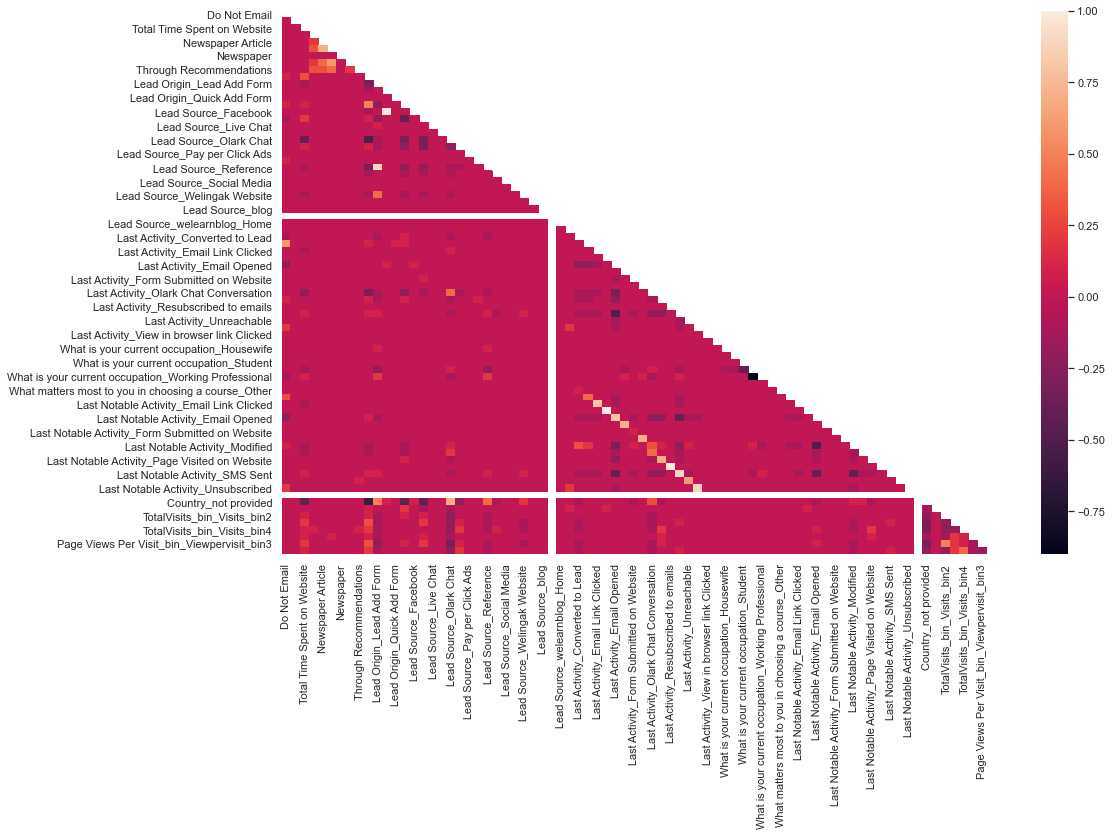 Do Not Email
Total Time Spent on Website
Newspaper Article
Newspaper
Through Recommendations
Lead Origin_Lead Add Form
Lead Origin_Quick Add Form
Lead Source_Facebook
Lead Source_Live Chat
Lead Source_Olark Chat
Lead Source_Pay per Click Ads
Lead Source_Reference
Lead Source_Social Media
Lead Source_Welingak Website
Lead Source_blog
Lead Source_welearnblog_Home
Last Activity_Converted to Lead
Last Activity_Email Link Clicked
Last Activity_Email Opened
Last Activity_Form Submitted on Website
Last Activity_Olark Chat Conversation
Last Activity_Resubscribed to emails
Last Activity_Unreachable
Last Activity_View in browser link Clicked
What is your current occupation_Housewife
What is your current occupation_Student
What is your current occupation_Working Professional
What matters most to you in choosing a course_Other
Last Notable Activity_Email Link Clicked
Last Notable Activity_Email Opened
Last Notable Activity_Form Submitted on Website
Last Notable Activity_Modified
Last Notable Activity_Page Visited on Website
Last Notable Activity_SMS Sent
Last Notable Activity_Unsubscribed
Country_not provided
TotalVisits_bin_Visits_bin2
TotalVisits_bin_Visits_bin4
Page Views Per Visit_bin_Viewpervisit_bin3
Do Not Email
Total Time Spent on Website
Newspaper Article
Newspaper
Through Recommendations
Lead Origin_Lead Add Form
Lead Origin_Quick Add Form
Lead Source_Facebook
Lead Source_Live Chat
Lead Source_Olark Chat
Lead Source_Pay per Click Ads
Lead Source_Reference
Lead Source_Social Media
Lead Source_Welingak Website
Lead Source_blog
Lead Source_welearnblog_Home
Last Activity_Converted to Lead
Last Activity_Email Link Clicked
Last Activity_Email Opened
Last Activity_Form Submitted on Website
Last Activity_Olark Chat Conversation
Last Activity_Resubscribed to emails
Last Activity_Unreachable
Last Activity_View in browser link Clicked
What is your current occupation_Housewife
What is your current occupation_Student
What is your current occupation_Working Professional
What matters most to you in choosing a course_Other
Last Notable Activity_Email Link Clicked
Last Notable Activity_Email Opened
Last Notable Activity_Form Submitted on Website
Last Notable Activity_Modified
Last Notable Activity_Page Visited on Website
Last Notable Activity_SMS Sent
Last Notable Activity_Unsubscribed
Country_not provided
TotalVisits_bin_Visits_bin2
TotalVisits_bin_Visits_bin4
Page Views Per Visit_bin_Viewpervisit_bin3
1.00
0.75
0.50
0.25
0.00
−0.25
−0.50
−0.75